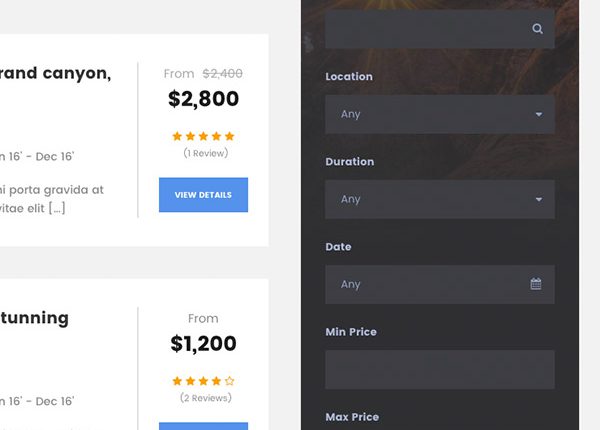 rand canyon,
From $2,400
$2,800
(1 Review)
n 16' - Dec 16'
VIEW DETAILS
ni porta gravida at
vitae elit [...]
tunning
From
$1,200
(2 Reviews)
n 16' - Dec 16'
Location
Any
Duration
Any
Date
Any
Min Price
Max Price